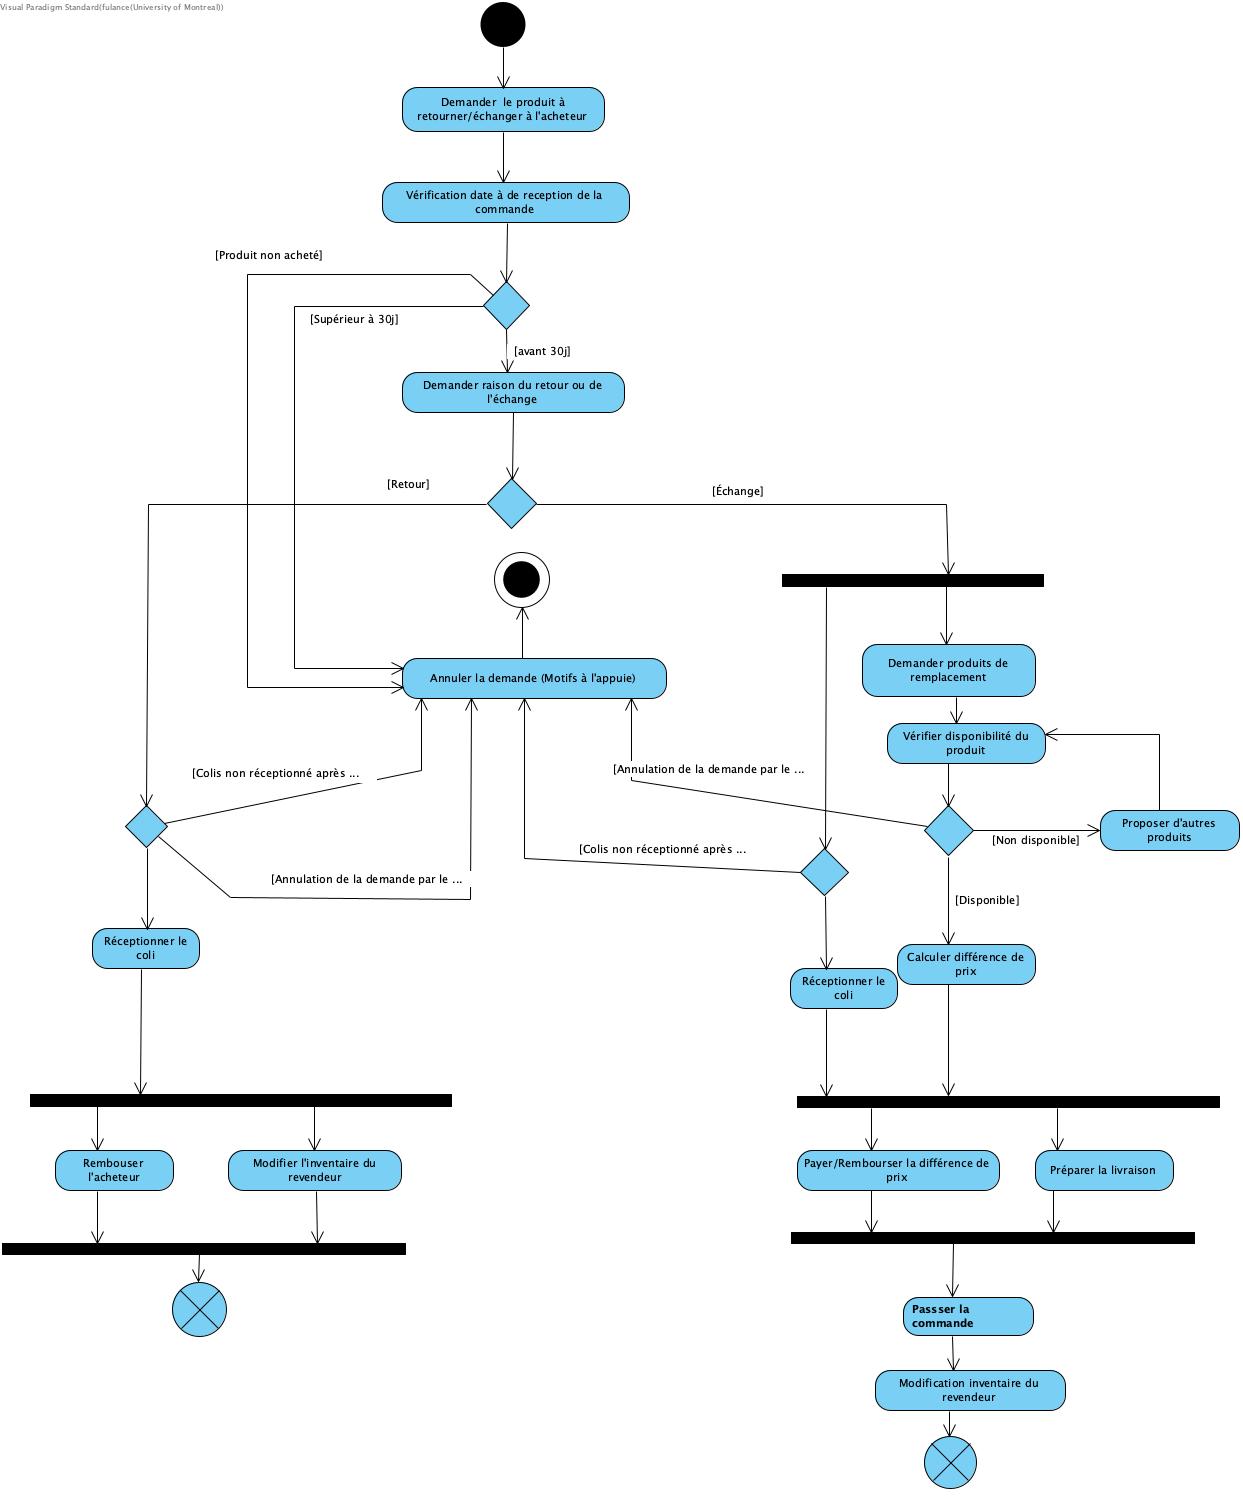 Visual Paradigm Standard(fulance(University of Montreal))
Demander le produit à
retourner/échanger à l'acheteur
Vérification date à de reception de la
commande
[Produit non acheté]
[Supérieur à 30j]
[avant 30j]
Demander raison du retour ou de
l'échange
[Retour]
[Échange]
Demander produits de
remplacement
Annuler la demande (Motifs à l'appuie)
Vérifier disponibilité du
produit
[Colis non réceptionné après ...
[Annulation de la demande par le ...
Proposer d'autres
produits
[Non disponible]
[Colis non réceptionné après ...
[Annulation de la demande par le ...
[Disponible]
Réceptionner le
coli
Calculer différence de
prix
Réceptionner le
coli
Rembouser
l'acheteur
Modifier l'inventaire du
revendeur
Payer/Rembourser la différence de
prix
Préparer la livraison
Passser la
commande
Modification inventaire du
revendeur